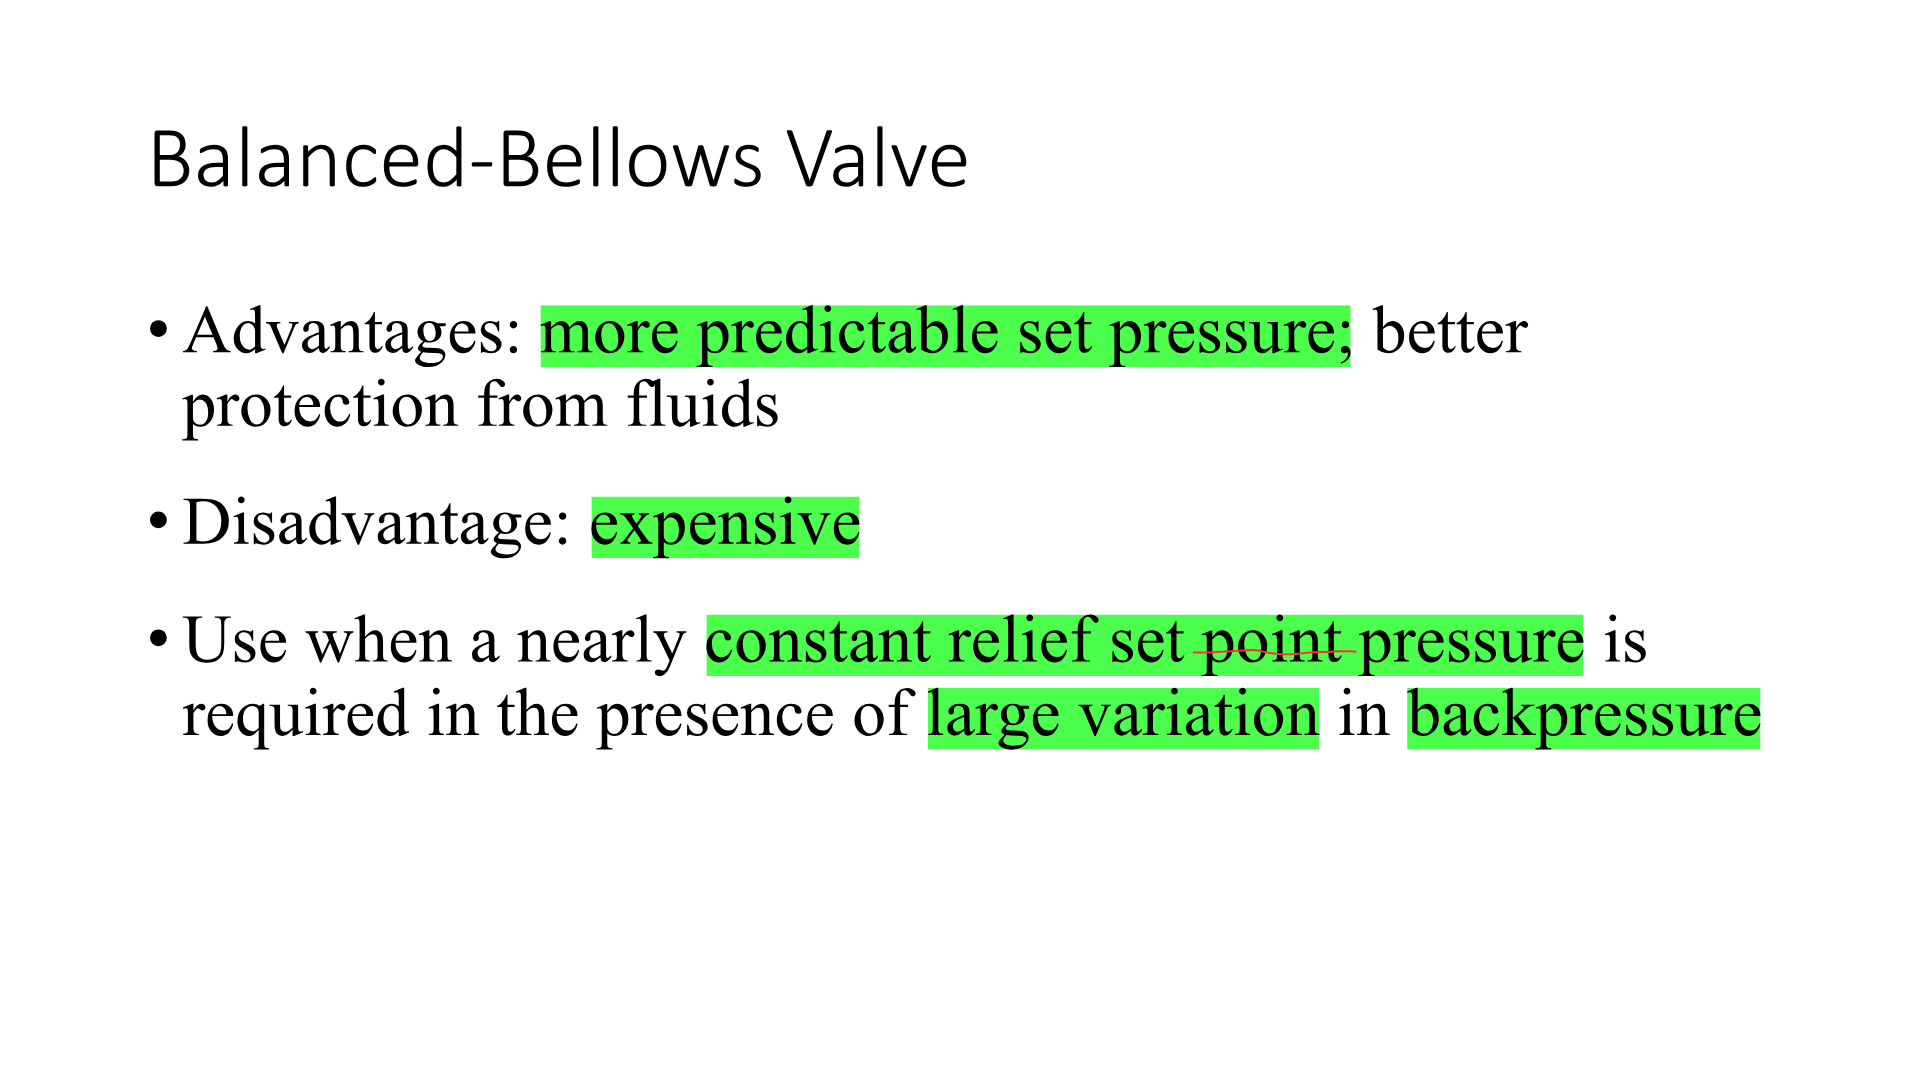 Balanced-Bellows Valve
• Advantages: more predictable set pressure; better
protection from fluids
• Disadvantage: expensive
• Use when a nearly constant relief set point pressure is
required in the presence of large variation in backpressure